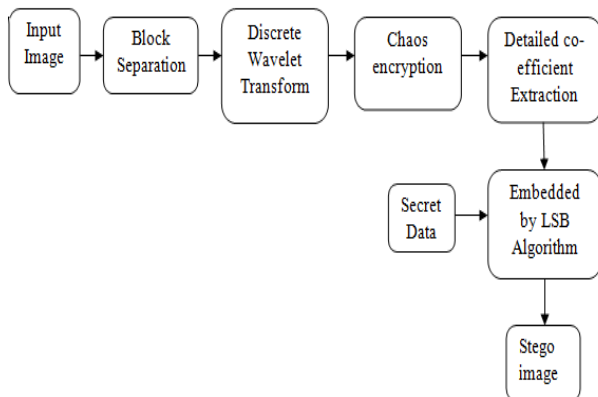 Input
Image
Block
Separation
Discrete
Wavelet
Transform
Chaos
encryption
Detailed co-
efficient
Extraction
Secret
Data
Embedded
by LSB
Algorithm
Stego
image